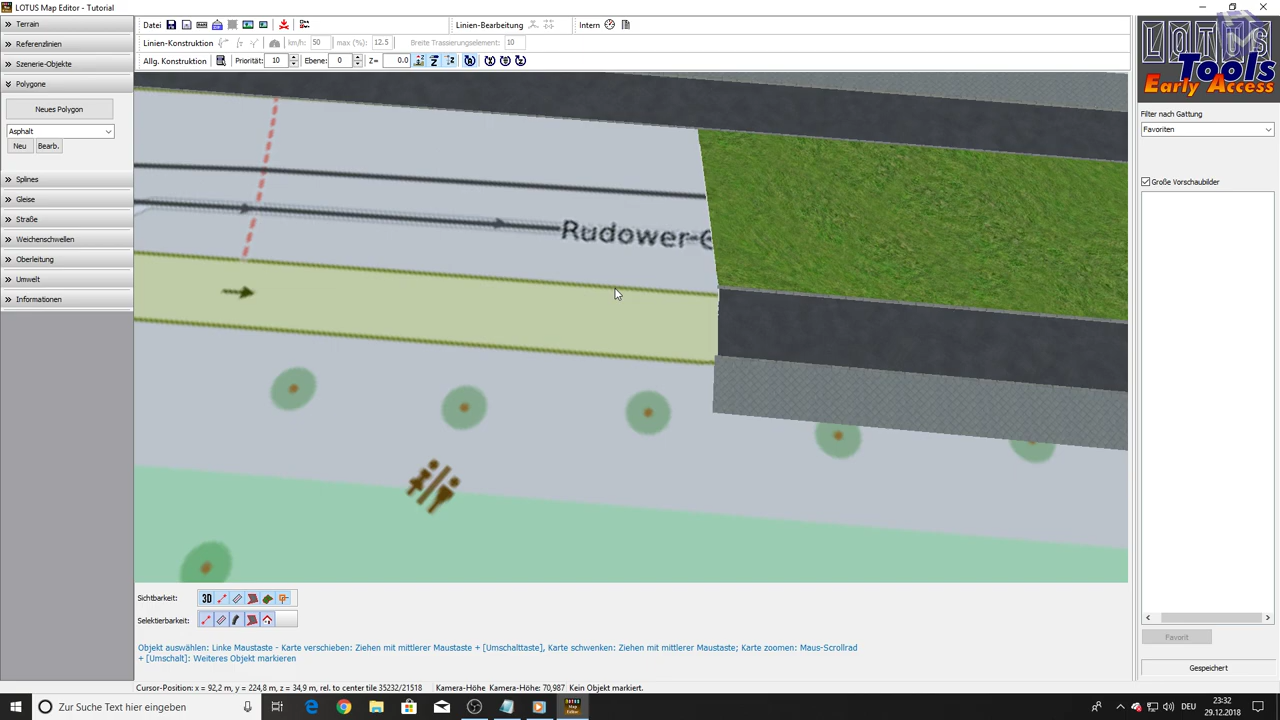 LOTUS Map Editor - Tutorial
Terrain
Referenzlinien
Szenerie-Objekte
Polygone
Neues Polygon
Asphalt
Neu
Bearb.
Splines
Gleise
Straße
Weichenschwellen
Oberleitung
Umwelt
Informationen
Datei
Linien-Bearbeitung
Intern
Linien-Konstruktion
km/h:
50
max (%):
12.5
Breite Trassierungselement:
10
Allg. Konstruktion
Priorität:
10
Ebene:
0
Z=
0.0
Rudower-
Sichtbarkeit:
3D
Selektierbarkeit:
Objekt auswählen: Linke Maustaste - Karte verschieben: Ziehen mit mittlerer Maustaste + [Umschalttaste], Karte schwenken: Ziehen mit mittlerer Maustaste; Karte zoomen: Maus-Scrollrad
+ [Umschalt]: Weiteres Objekt markieren
Cursor-Position: x = 92,2 m, y = 224,8 m, z = 34,9 m, rel. to center tile 35232/21518
Kamera-Höhe
Kamera-Höhe: 70,987
Kein Objekt markiert.
LOTUS
Tools
Early Access
Filter nach Gattung
Favoriten
Große Vorschaubilder
Favorit
Gespeichert
Zur Suche Text hier eingeben
DEU
23:32
29.12.2018